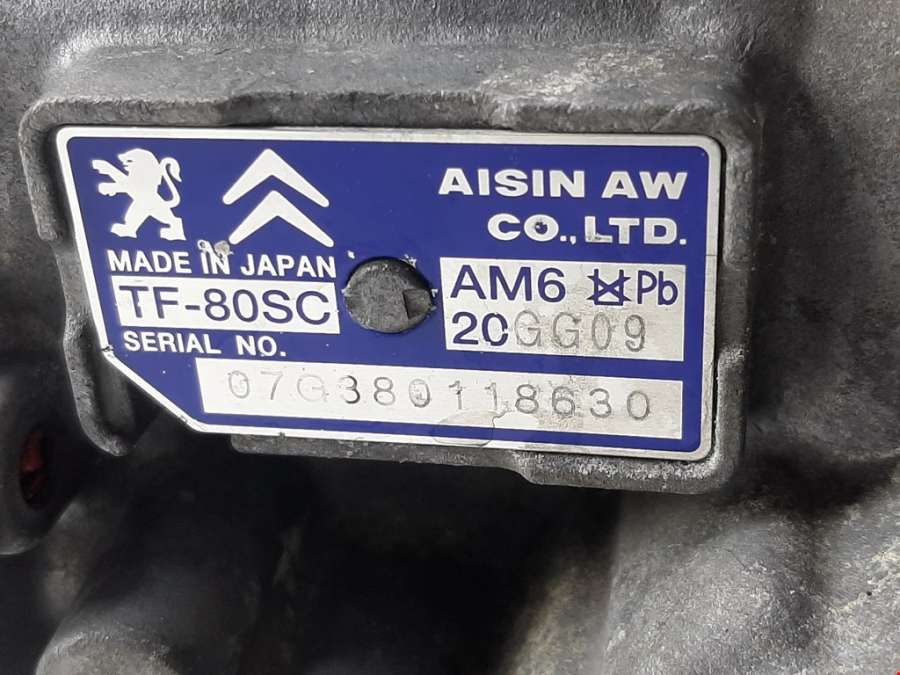 AISIN AW
CO., LTD.
MADE IN JAPAN
TF-80SC
AM6 Pb
20GG09
SERIAL NO.
07G380118630